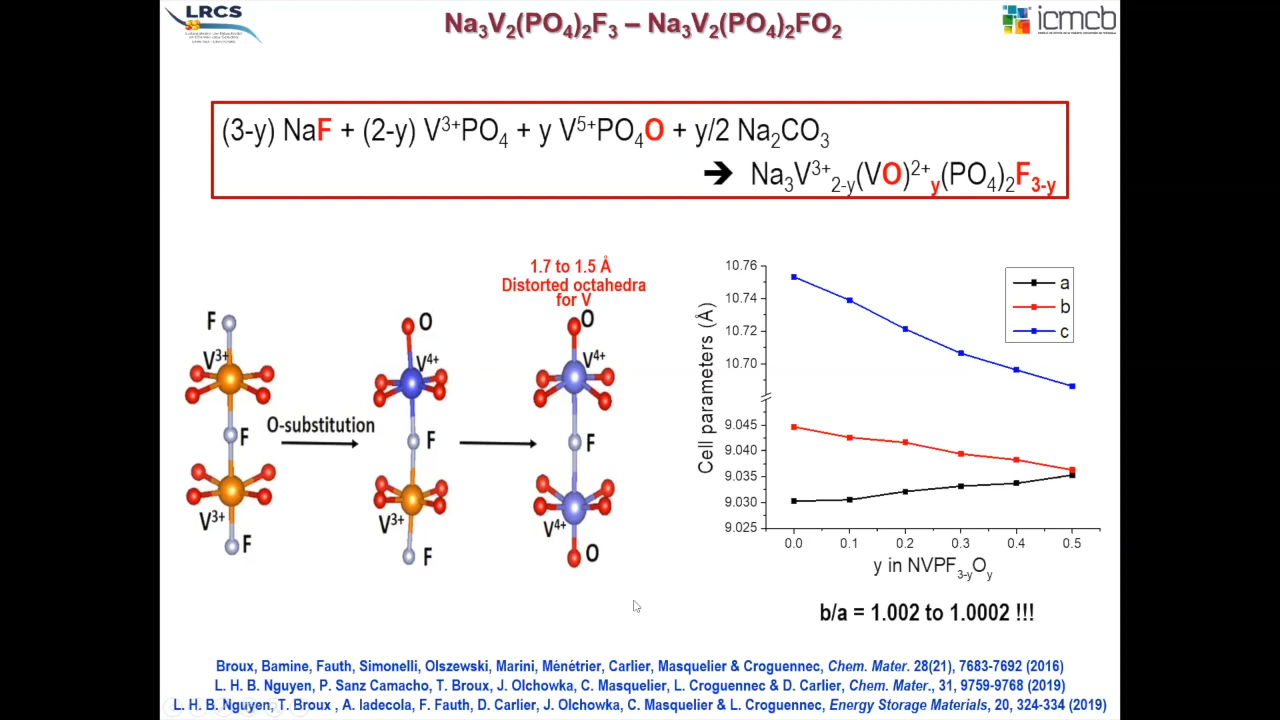 LRCS
Na₃V₂(PO₄)₂F₃ – Na₃V₂(PO₄)₂FO₂
icmcb
(3-y) NaF + (2-y) V³⁺PO₄ + y V⁵⁺PO₄O + y/2 Na₂CO₃
➔ Na₃V³⁺₂₋y(VO)²⁺y(PO₄)₂F₃₋y
1.7 to 1.5 Å
Distorted octahedra
for V
F
V³⁺
F
V³⁺
F
O-substitution
O
V⁴⁺
F
V³⁺
F
O
V⁴⁺
F
V⁴⁺
O
Cell parameters (Å)
10.76
10.74
10.72
10.70
9.045
9.040
9.035
9.030
9.025
a
b
c
0.0 0.1 0.2 0.3 0.4 0.5
y in NVPF₃₋yOy
b/a = 1.002 to 1.0002 !!!
Broux, Bamine, Fauth, Simonelli, Olszewski, Marini, Ménétrier, Carlier, Masquelier & Croguennec, Chem. Mater. 28(21), 7683-7692 (2016)
L. H. B. Nguyen, P. Sanz Camacho, T. Broux, J. Olchowka, C. Masquelier, L. Croguennec & D. Carlier, Chem. Mater., 31, 9759-9768 (2019)
L. H. B. Nguyen, T. Broux , A. Iadecola, F. Fauth, D. Carlier, J. Olchowka, C. Masquelier & L. Croguennec, Energy Storage Materials, 20, 324-334 (2019)